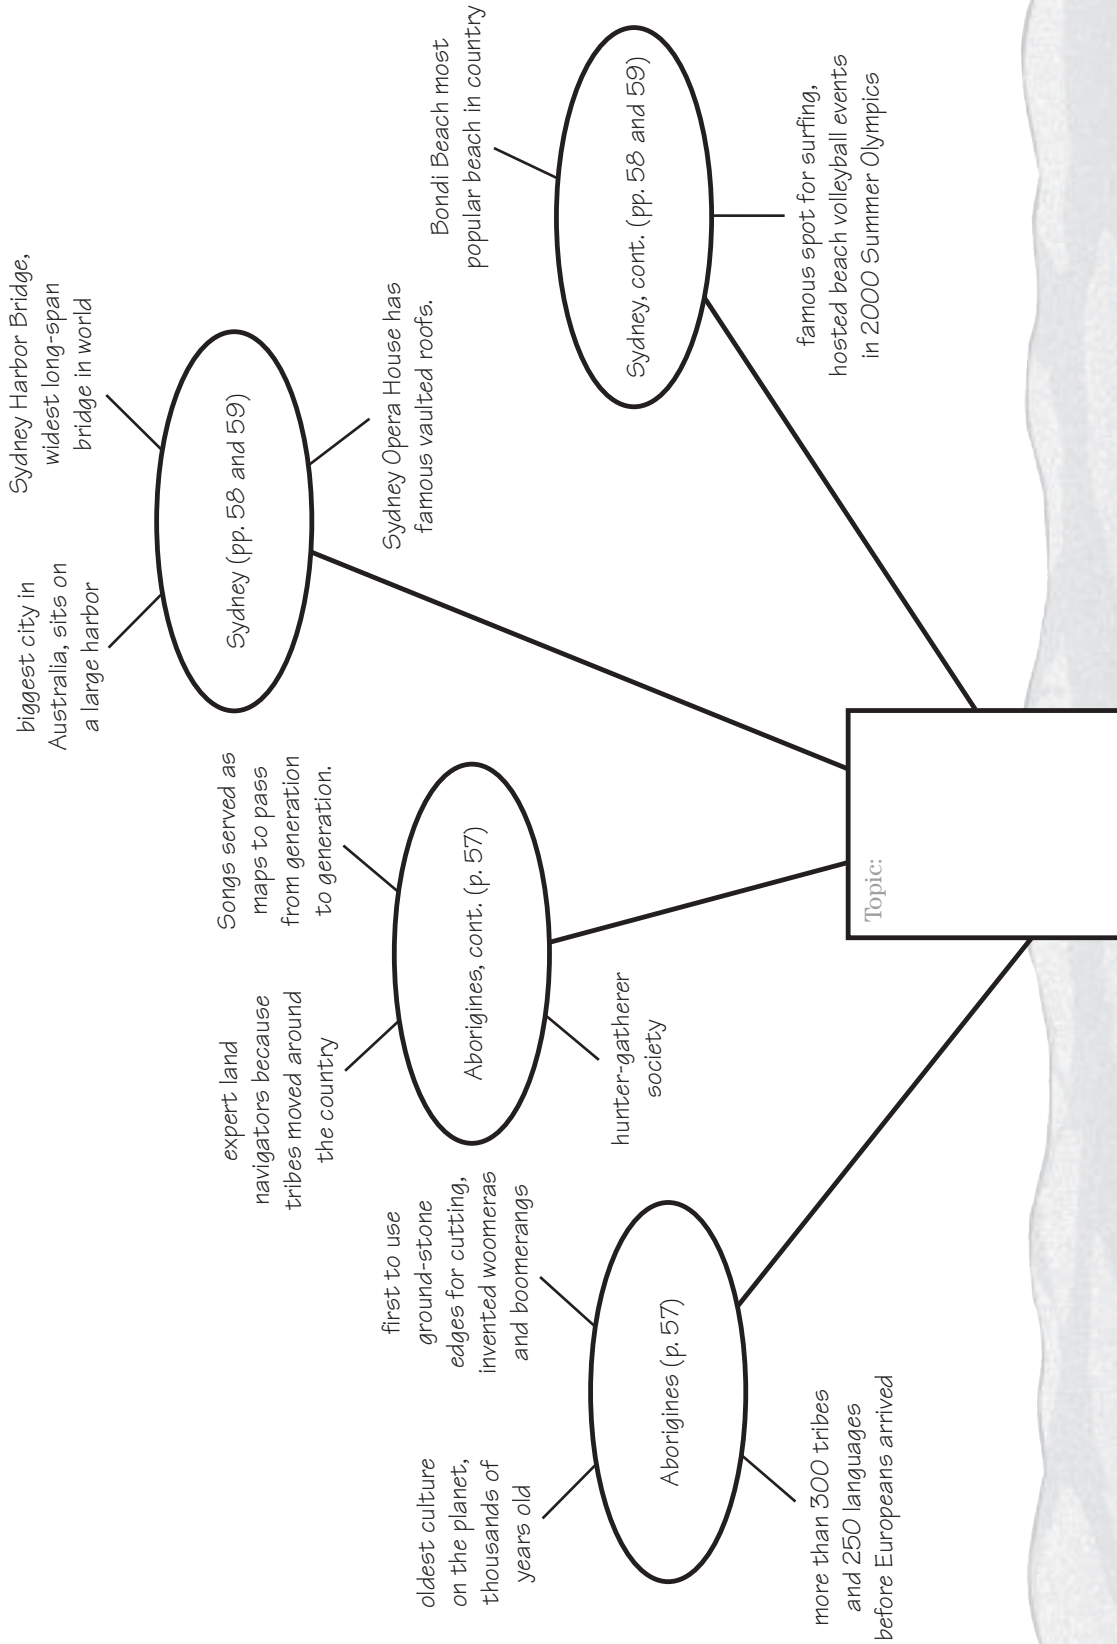 oldest culture
on the planet,
thousands of
years old
first to use
ground-stone
edges for cutting,
invented woomeras
and boomerangs
Aborigines (p. 57)
more than 300 tribes
and 250 languages
before Europeans arrived
expert land
navigators because
tribes moved around
the country
Songs served as
maps to pass
from generation
to generation.
Aborigines, cont. (p. 57)
hunter-gatherer
society
biggest city in
Australia, sits on
a large harbor
Sydney Harbor Bridge,
widest long-span
bridge in world
Sydney (pp. 58 and 59)
Sydney Opera House has
famous vaulted roofs.
Bondi Beach most
popular beach in country
Sydney, cont. (pp. 58 and 59)
famous spot for surfing,
hosted beach volleyball events
in 2000 Summer Olympics
Topic: